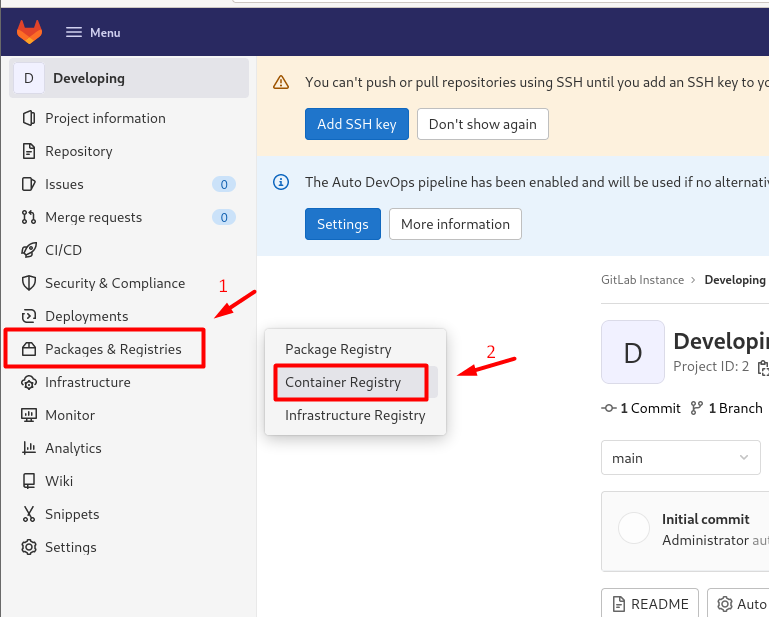 Menu
D Developing
Project information
Repository
Issues 0
Merge requests 0
CI/CD
Security & Compliance
Deployments
Packages & Registries
Infrastructure
Monitor
Analytics
Wiki
Snippets
Settings
1
Package Registry
Container Registry
Infrastructure Registry
2
You can't push or pull repositories using SSH until you add an SSH key to yo
Add SSH key Don't show again
The Auto DevOps pipeline has been enabled and will be used if no alternati
Settings More information
GitLab Instance > Developing
D
Developin
Project ID: 2
1 Commit 1 Branch
main
Initial commit
Administrator aut
README Auto